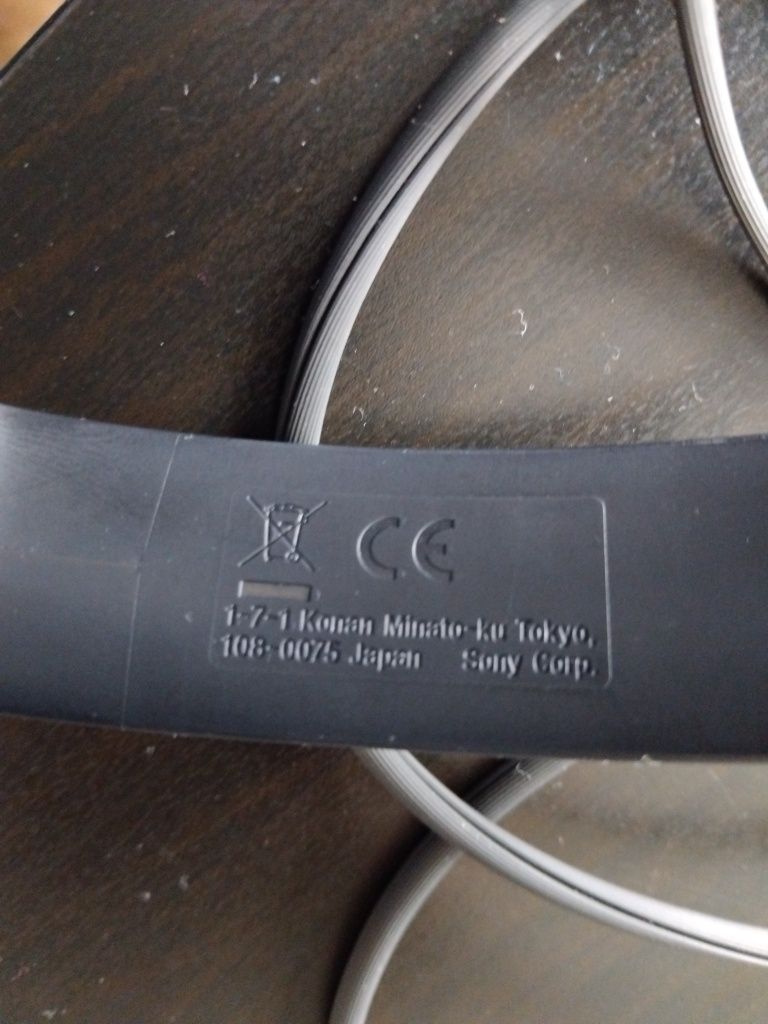 CE
1-7-1 Konan Minato-ku Tokyo,
108-0075 Japan Sony Corp.